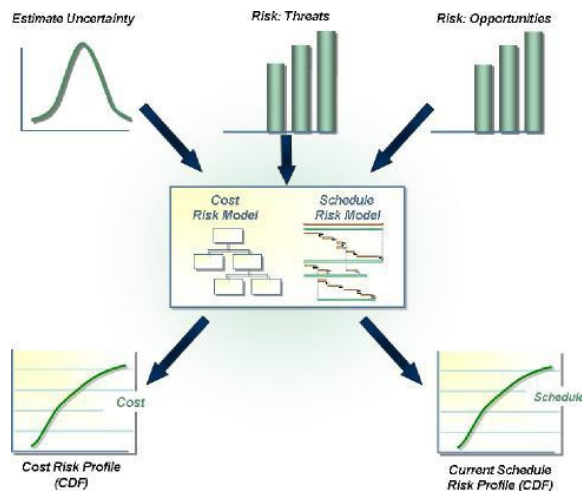 Estimate Uncertainty
Risk: Threats
Risk: Opportunities
Cost
Risk Model
Schedule
Risk Model
Cost
Schedule
Cost Risk Profile
(CDF)
Current Schedule
Risk Profile (CDF)